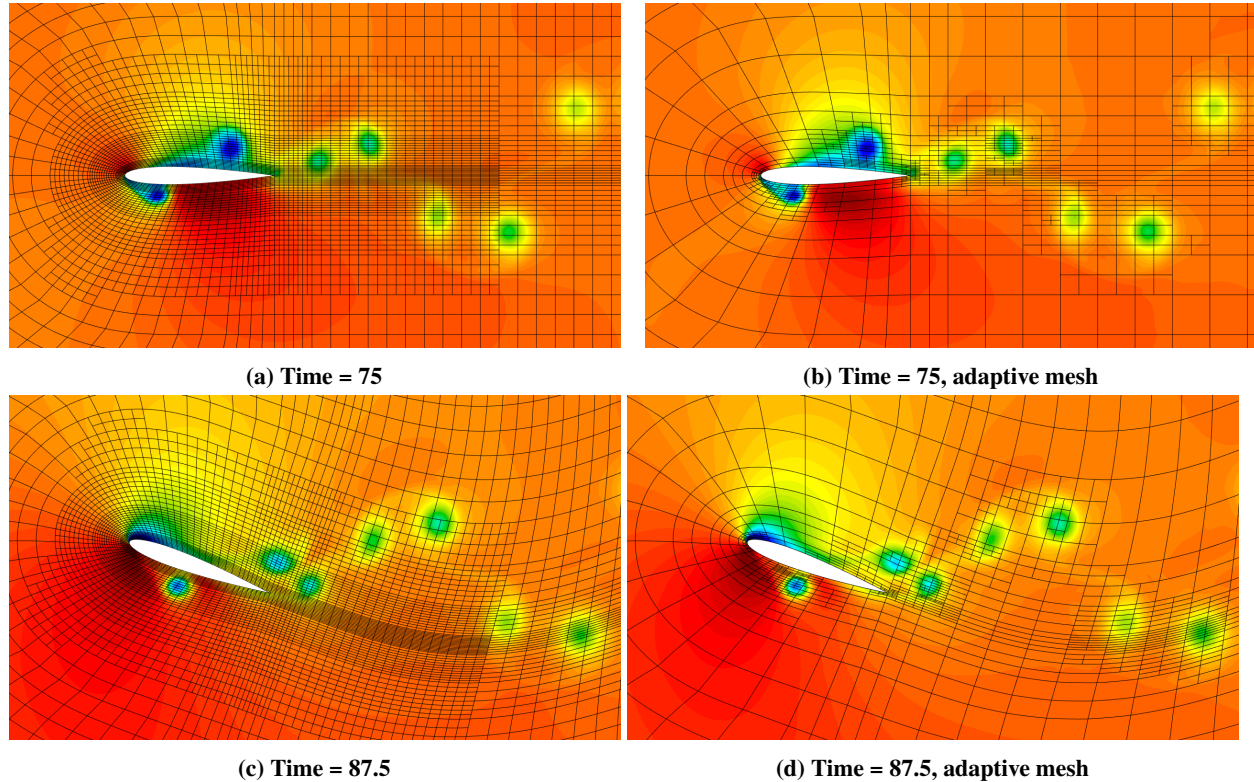 (a) Time = 75
(b) Time = 75, adaptive mesh
(c) Time = 87.5
(d) Time = 87.5, adaptive mesh